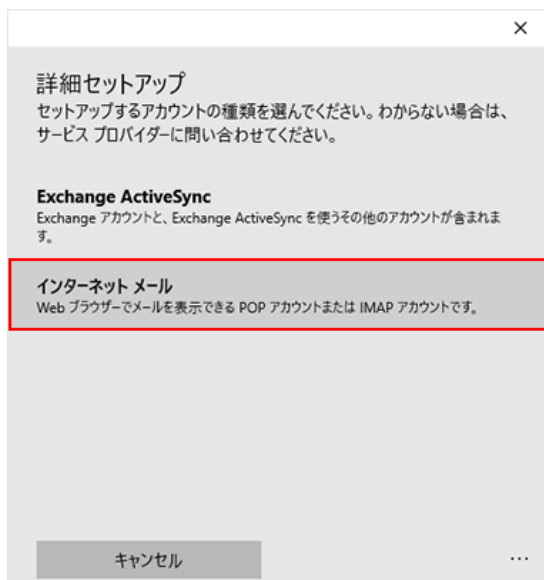 詳細セットアップ
セットアップするアカウントの種類を選んでください。わからない場合は、
サービス プロバイダーに問い合わせてください。
Exchange ActiveSync
Exchange アカウントと、Exchange ActiveSync を使うその他のアカウントが含まれま
す。
インターネット メール
Web ブラウザーでメールを表示できる POP アカウントまたは IMAP アカウントです。
キャンセル